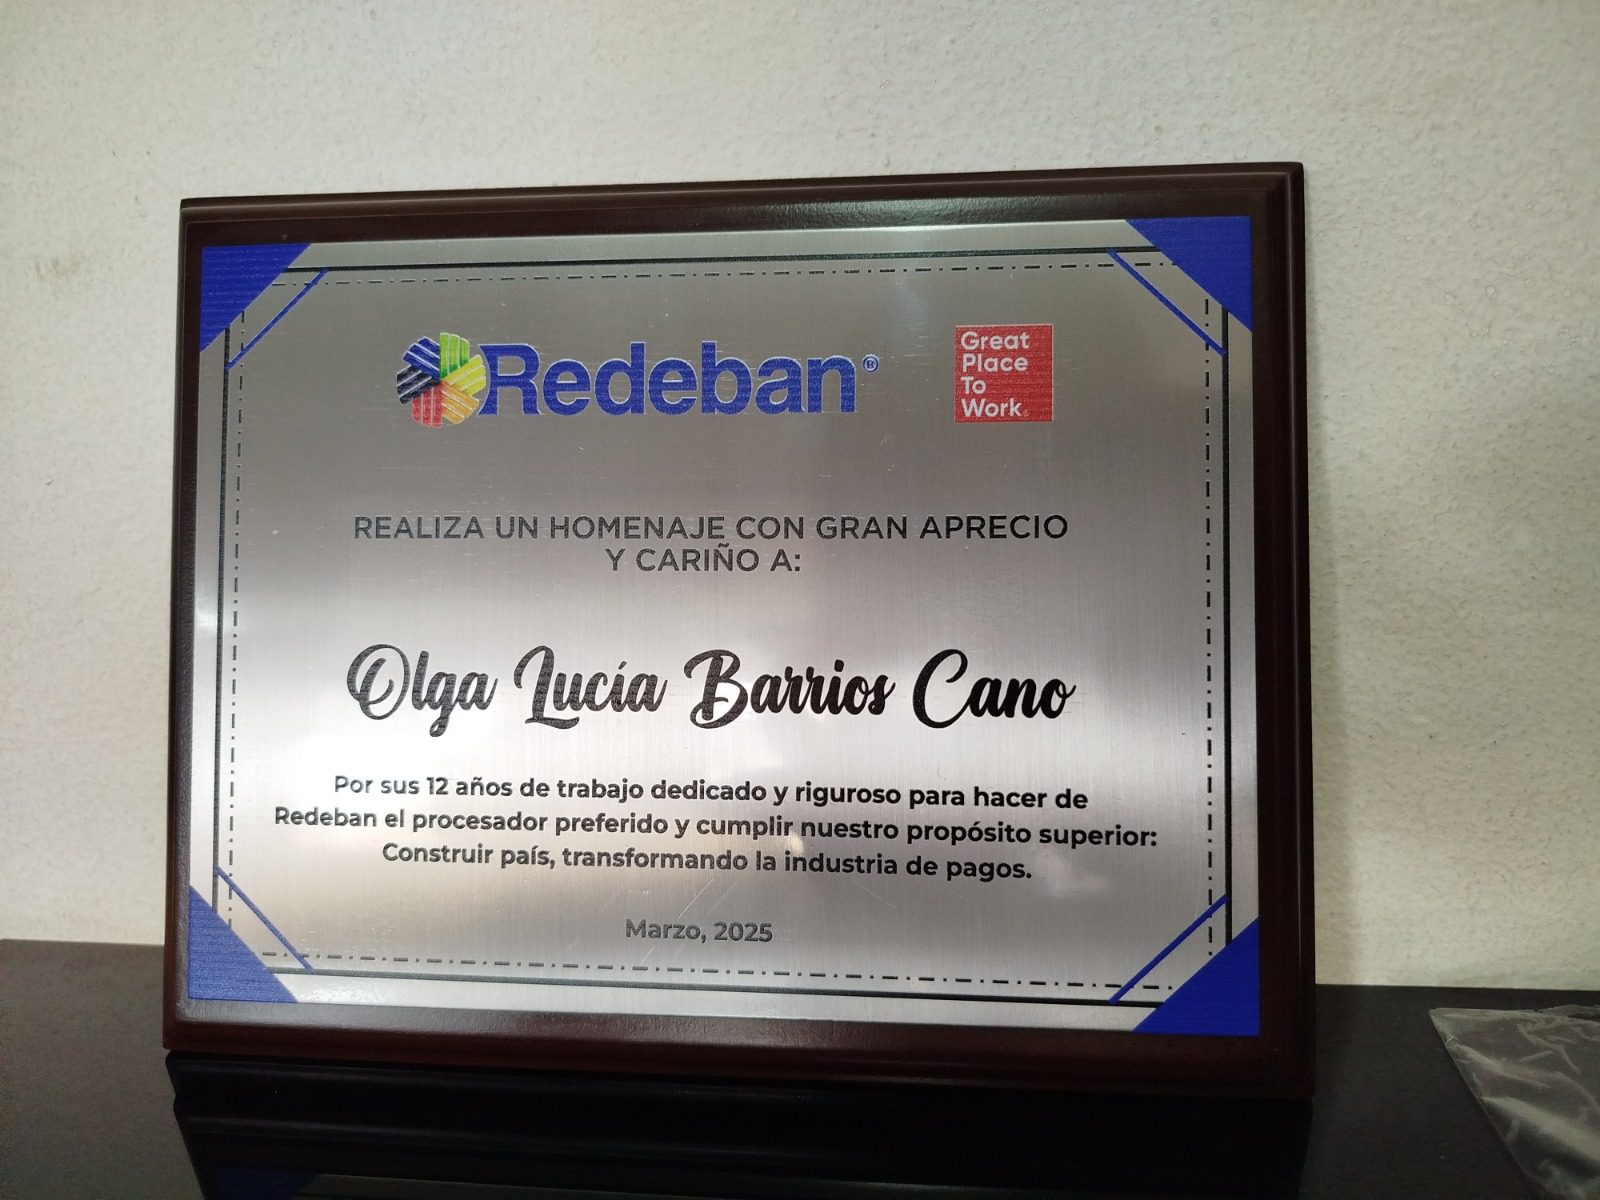 Redeban®
Great
Place
To
Work®
REALIZA UN HOMENAJE CON GRAN APRECIO
Y CARIÑO A:
Olga Lucía Barrios Cano
Por sus 12 años de trabajo dedicado y riguroso para hacer de
Redeban el procesador preferido y cumplir nuestro propósito superior:
Construir país, transformando la industria de pagos.
Marzo, 2025